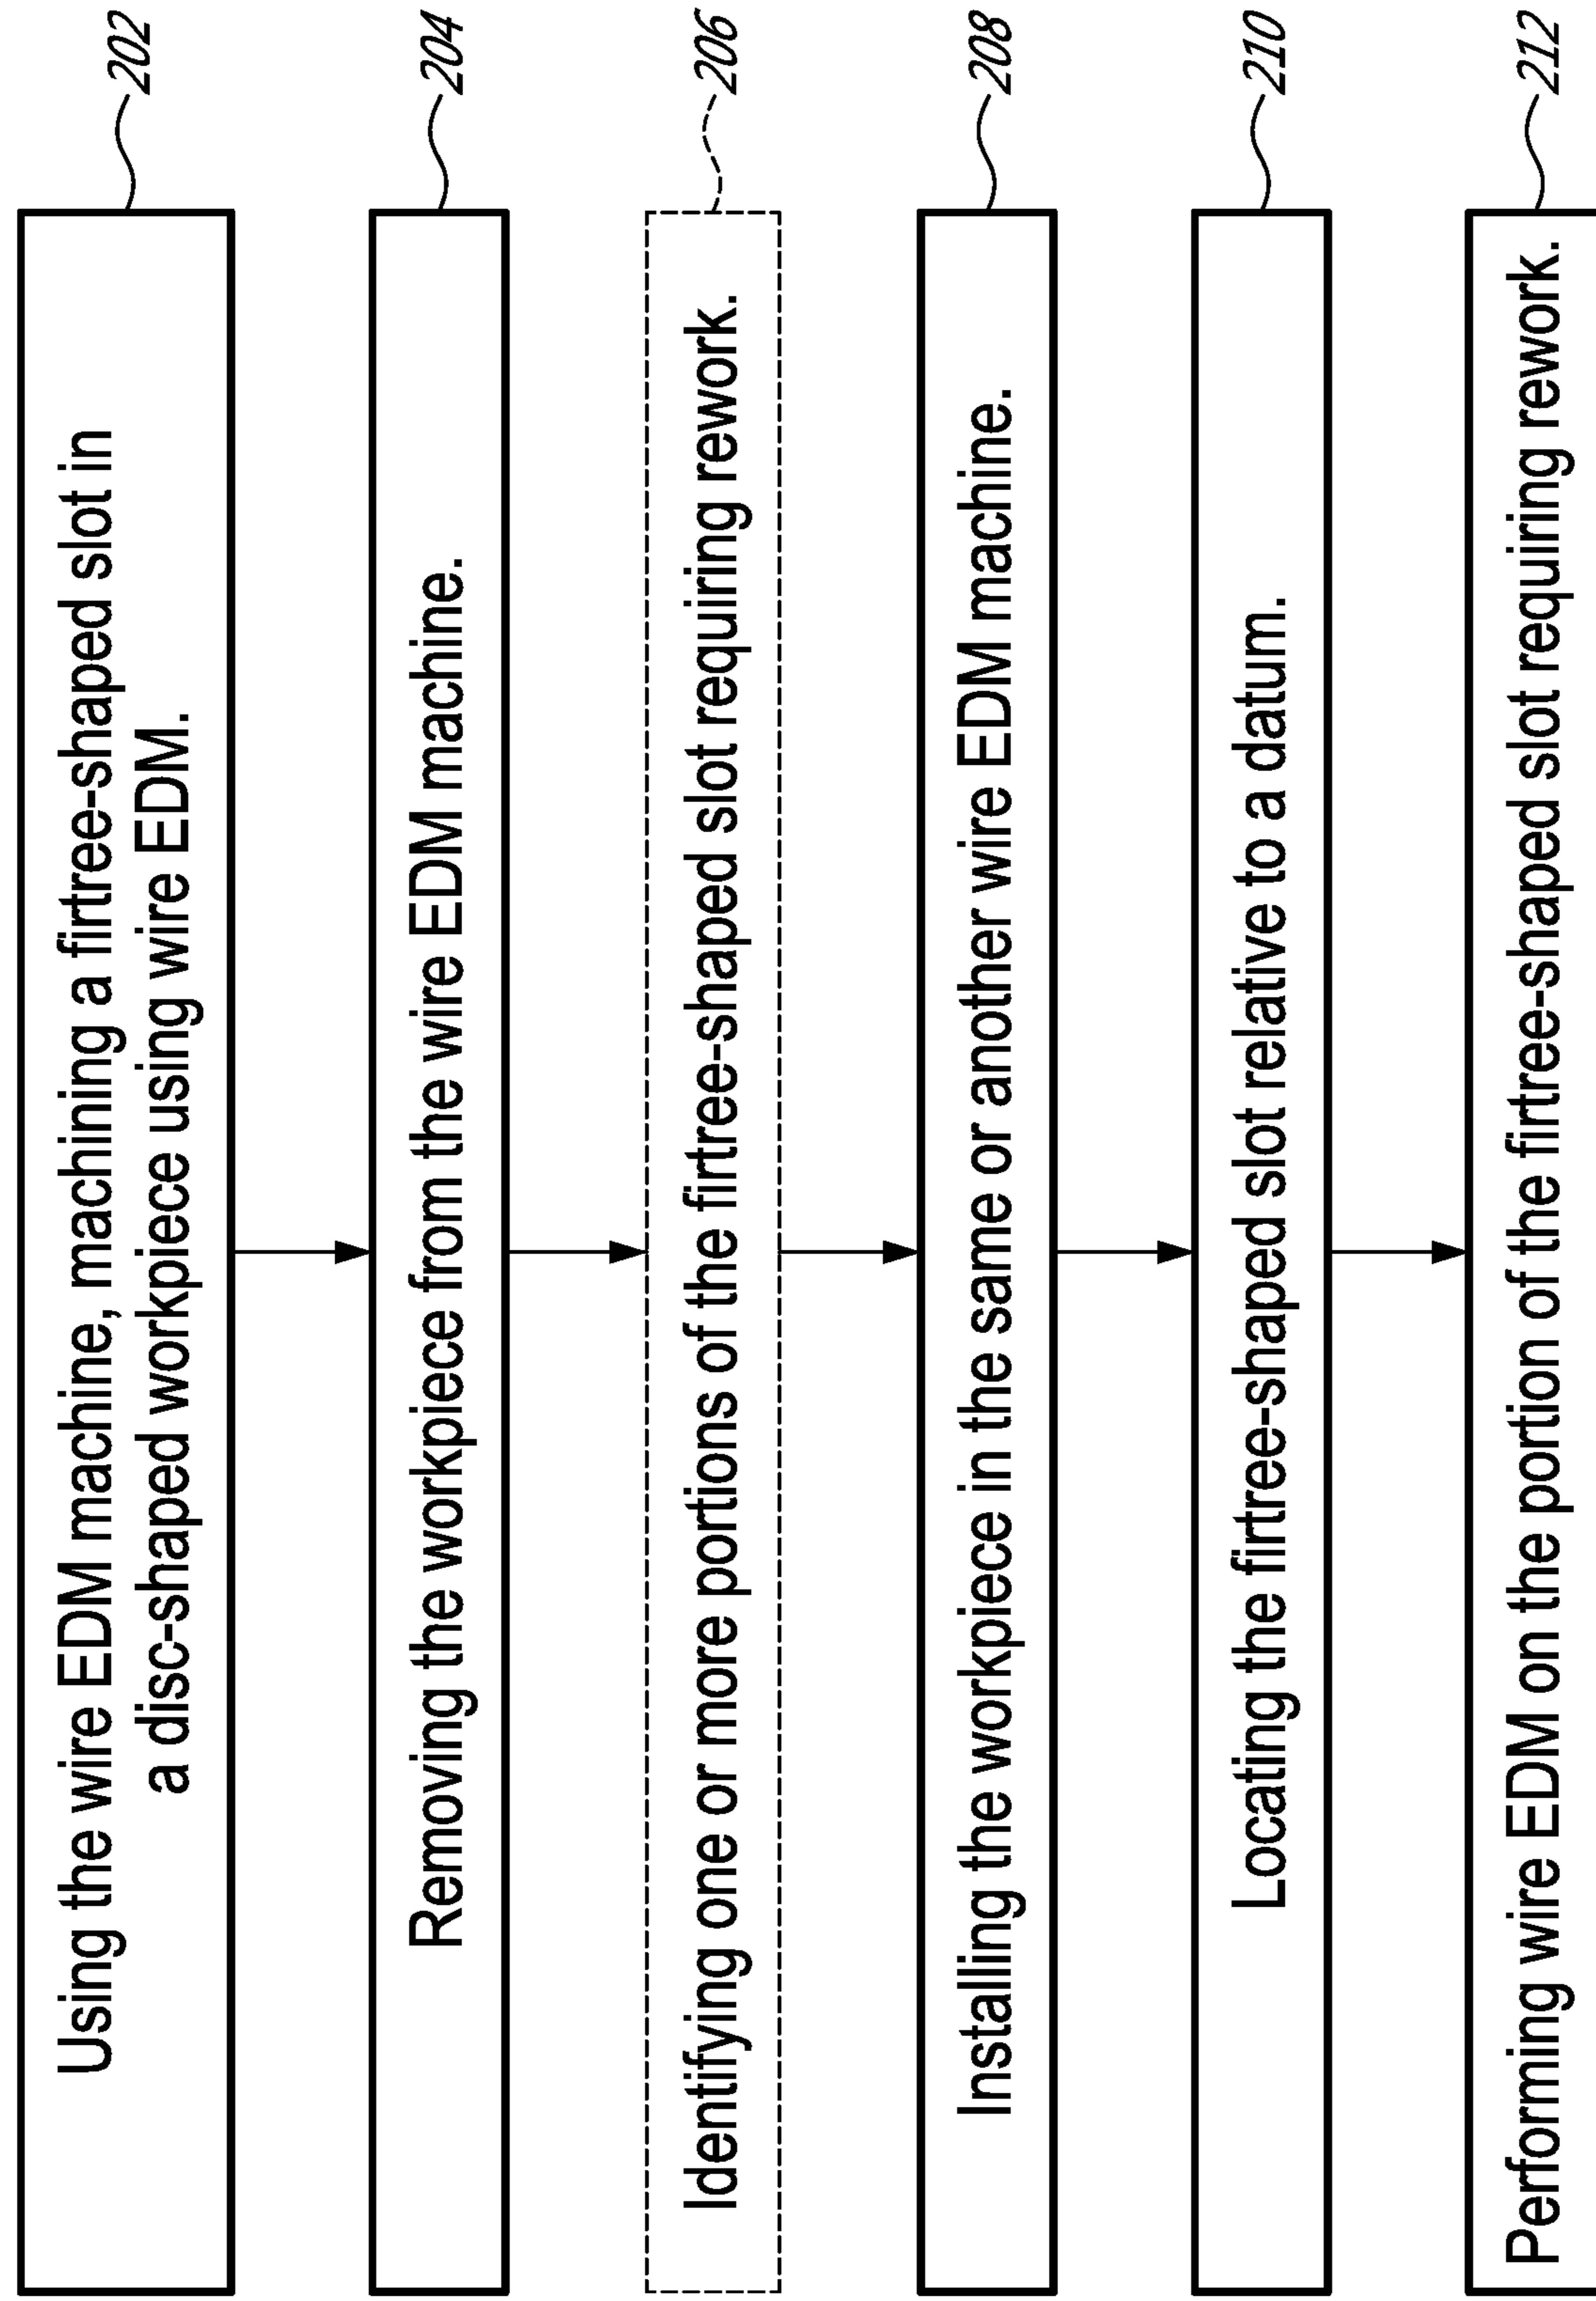 Using the wire EDM machine, machining a firtree-shaped slot in
a disc-shaped workpiece using wire EDM.
202
Removing the workpiece from the wire EDM machine.
204
Identifying one or more portions of the firtree-shaped slot requiring rework.
206
Installing the workpiece in the same or another wire EDM machine.
208
Locating the firtree-shaped slot relative to a datum.
210
Performing wire EDM on the portion of the firtree-shaped slot requiring rework.
212